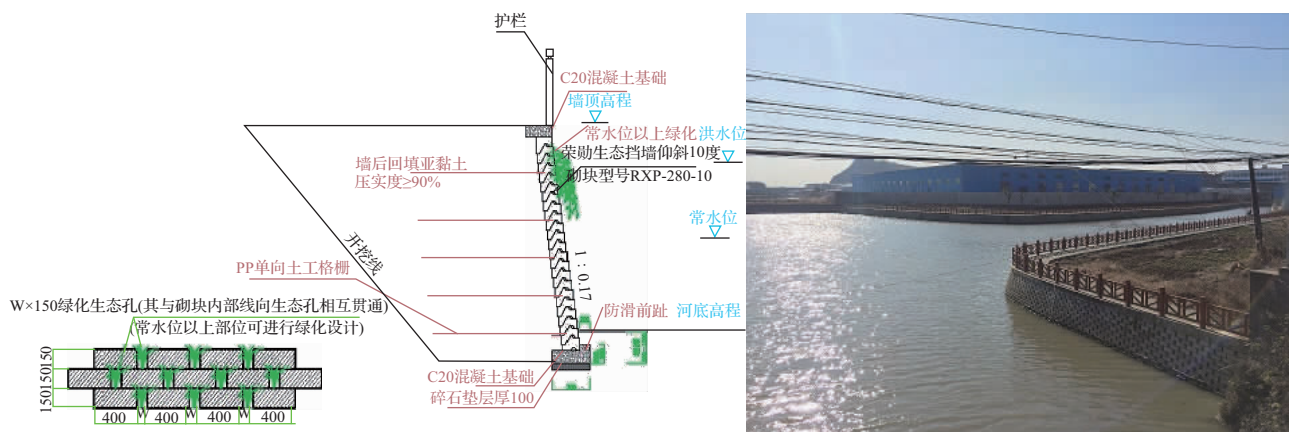 护栏
C20混凝土基础
墙顶高程
常水位以上绿化 洪水位
荣勋生态挡墙仰斜10度
砌块型号RXP-280-10
墙后回填亚黏土
压实度≥90%
常水位
开挖线
1：0.17
PP单向土工格栅
防滑前趾 河底高程
W×150绿化生态孔(其与砌块内部线向生态孔相互贯通)
(常水位以上部位可进行绿化设计)
C20混凝土基础
碎石垫层厚100
150 150 150
400 W 400 W 400 W 400